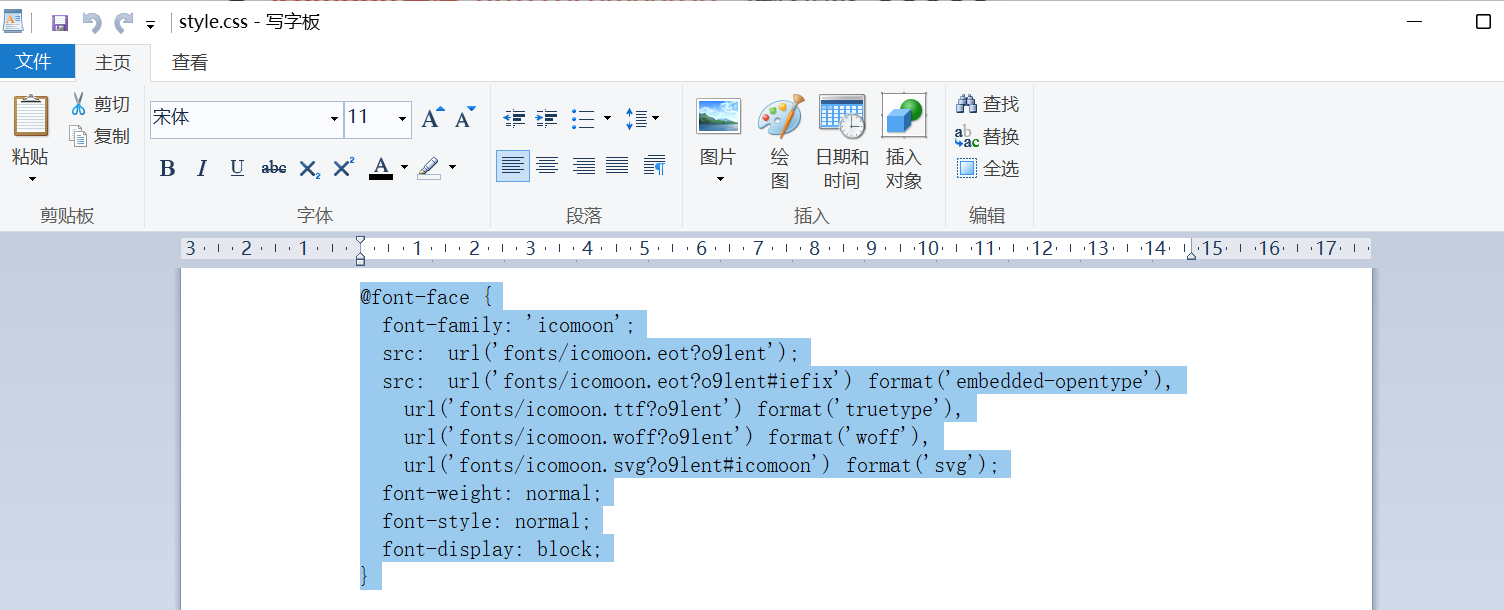 style.css - 写字板
文件 主页 查看
粘贴 剪切 复制
剪贴板
宋体 11
A A
B I U abc X₂ X² A
字体
段落
图片 绘图 日期和时间 插入对象
插入
查找
替换
全选
编辑
3 2 1 1 2 3 4 5 6 7 8 9 10 11 12 13 14 15 16 17
@font-face {
  font-family: 'icomoon';
  src:  url('fonts/icomoon.eot?o9lent');
  src:  url('fonts/icomoon.eot?o9lent#iefix') format('embedded-opentype'),
    url('fonts/icomoon.ttf?o9lent') format('truetype'),
    url('fonts/icomoon.woff?o9lent') format('woff'),
    url('fonts/icomoon.svg?o9lent#icomoon') format('svg');
  font-weight: normal;
  font-style: normal;
  font-display: block;
}